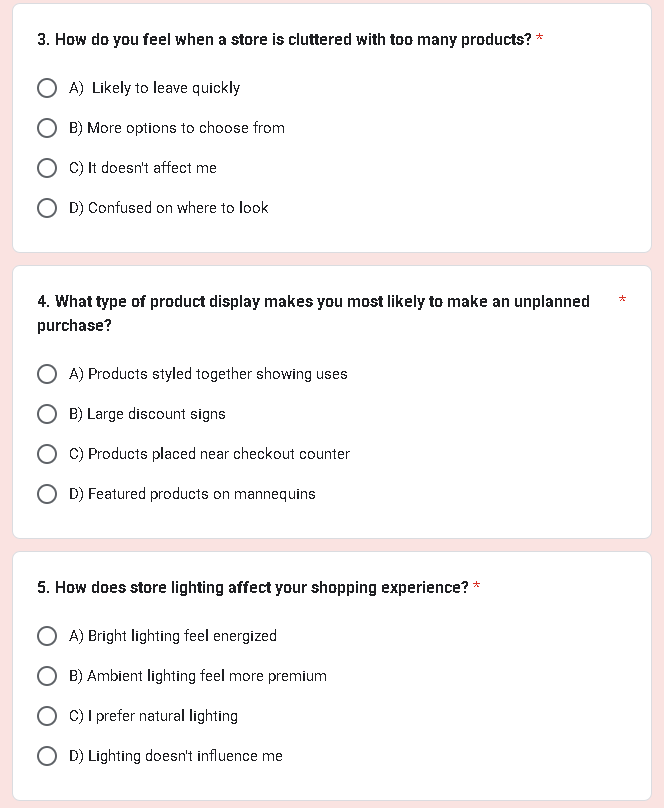 3. How do you feel when a store is cluttered with too many products? *
A)  Likely to leave quickly
B) More options to choose from
C) It doesn't affect me
D) Confused on where to look
4. What type of product display makes you most likely to make an unplanned *
purchase?
A) Products styled together showing uses
B) Large discount signs
C) Products placed near checkout counter
D) Featured products on mannequins
5. How does store lighting affect your shopping experience? *
A) Bright lighting feel energized
B) Ambient lighting feel more premium
C) I prefer natural lighting
D) Lighting doesn't influence me